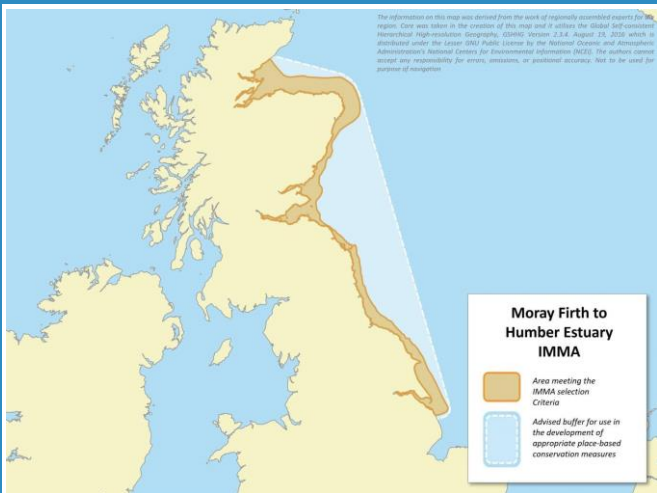 The information on this map was derived from the work of regionally assembled experts for the
region. Care was taken in the creation of this map and it utilises the Global Self-consistent
Hierarchical High-resolution Geography, GSHHG Version 2.3.4. August 19, 2016 which is
distributed under the Lesser GNU Public License by the National Oceanic and Atmospheric
Administration's National Centers for Environmental Information (NCEI). The authors cannot
accept any responsibility for errors, omissions, or positional accuracy. Not to be used for
purpose of navigation
Moray Firth to
Humber Estuary
IMMA
Area meeting the
IMMA selection
Criteria
Advised buffer for use in
the development of
appropriate place-based
conservation measures